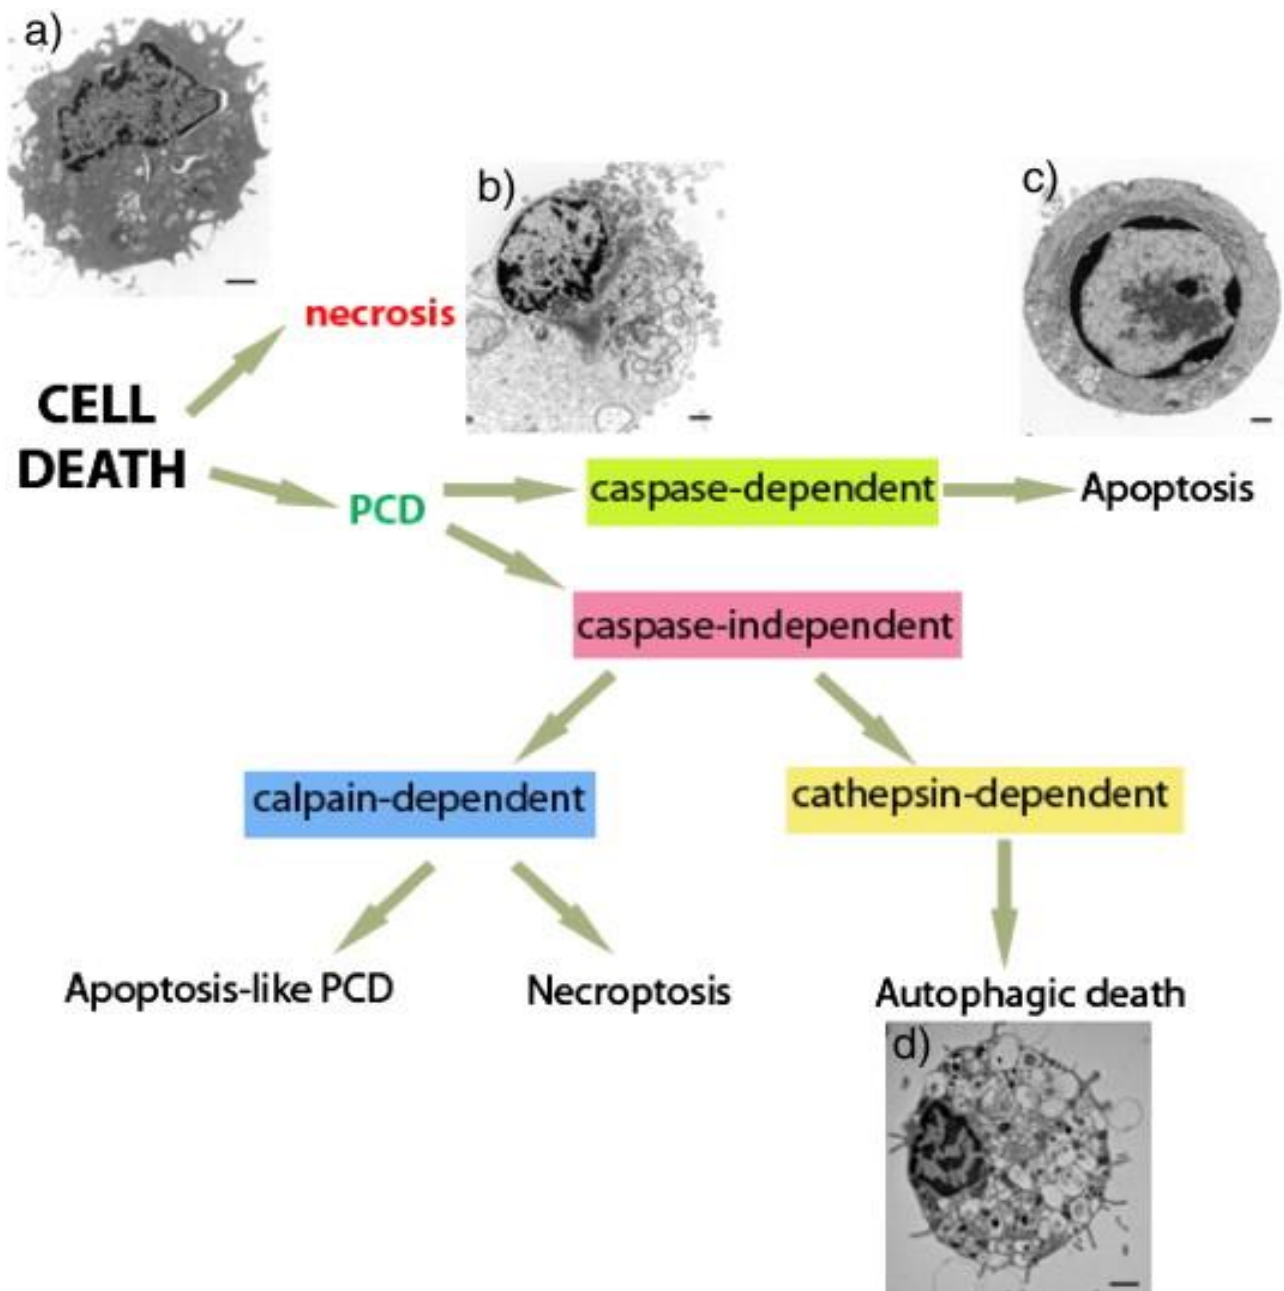 a)
b)
c)
necrosis
CELL
DEATH
PCD
caspase-dependent
Apoptosis
caspase-independent
calpain-dependent
cathepsin-dependent
Apoptosis-like PCD
Necroptosis
Autophagic death
d)